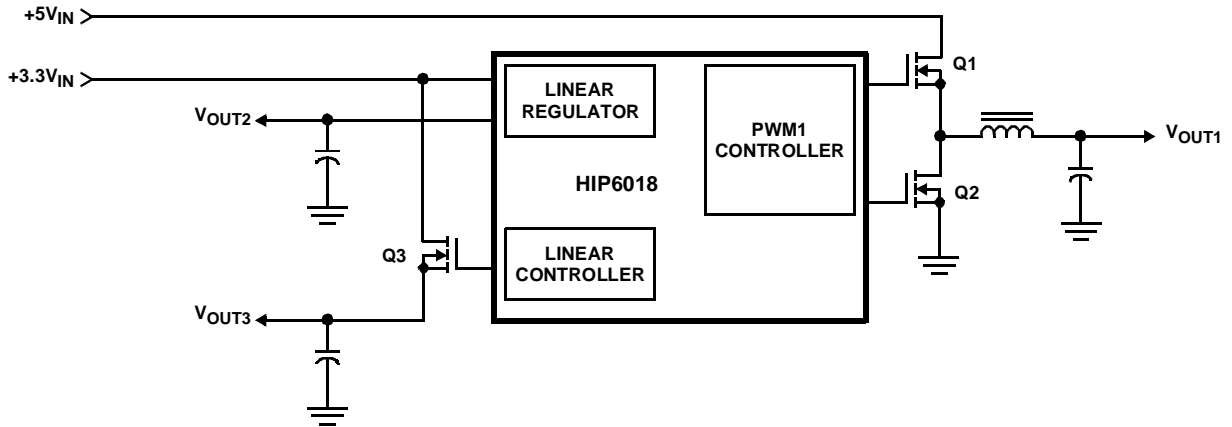 +5VIN
+3.3VIN
VOUT2
LINEAR
REGULATOR
PWM1
CONTROLLER
Q1
VOUT1
HIP6018
Q2
Q3
LINEAR
CONTROLLER
VOUT3